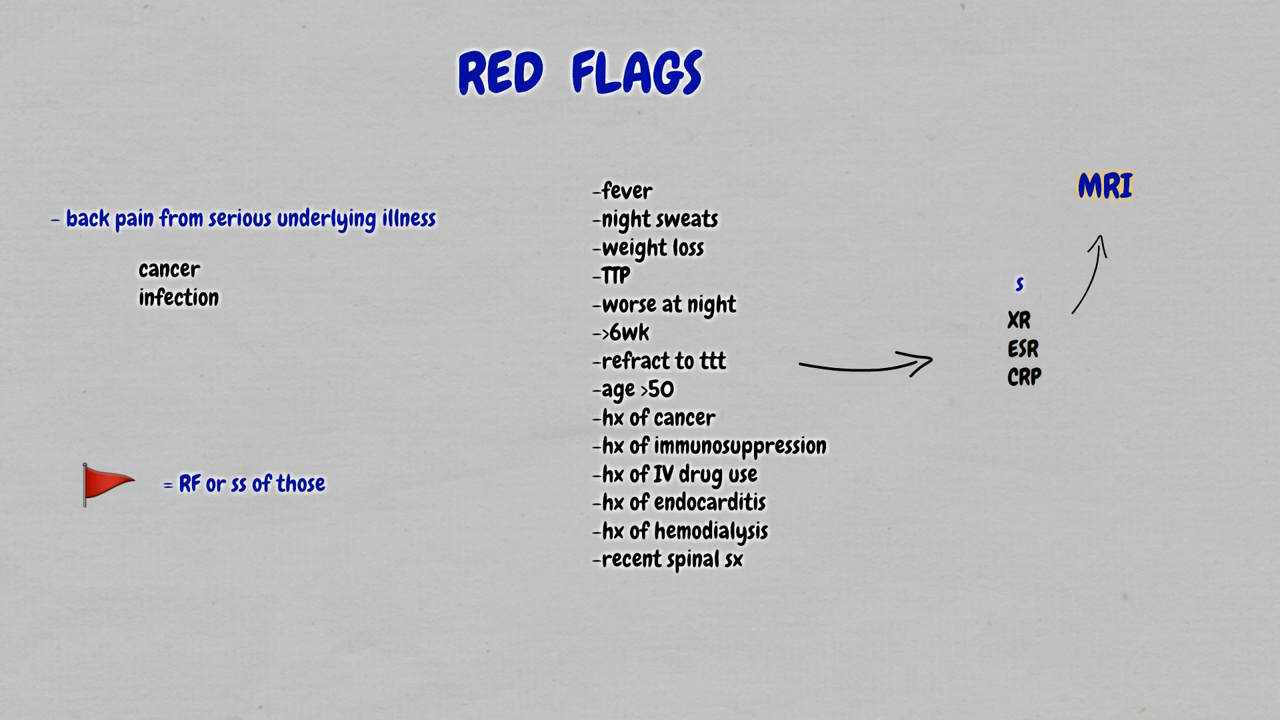 RED FLAGS
- back pain from serious underlying illness
cancer
infection
= RF or ss of those
-fever
-night sweats
-weight loss
-TTP
-worse at night
->6wk
-refract to ttt
-age >50
-hx of cancer
-hx of immunosuppression
-hx of IV drug use
-hx of endocarditis
-hx of hemodialysis
-recent spinal sx
MRI
s
XR
ESR
CRP